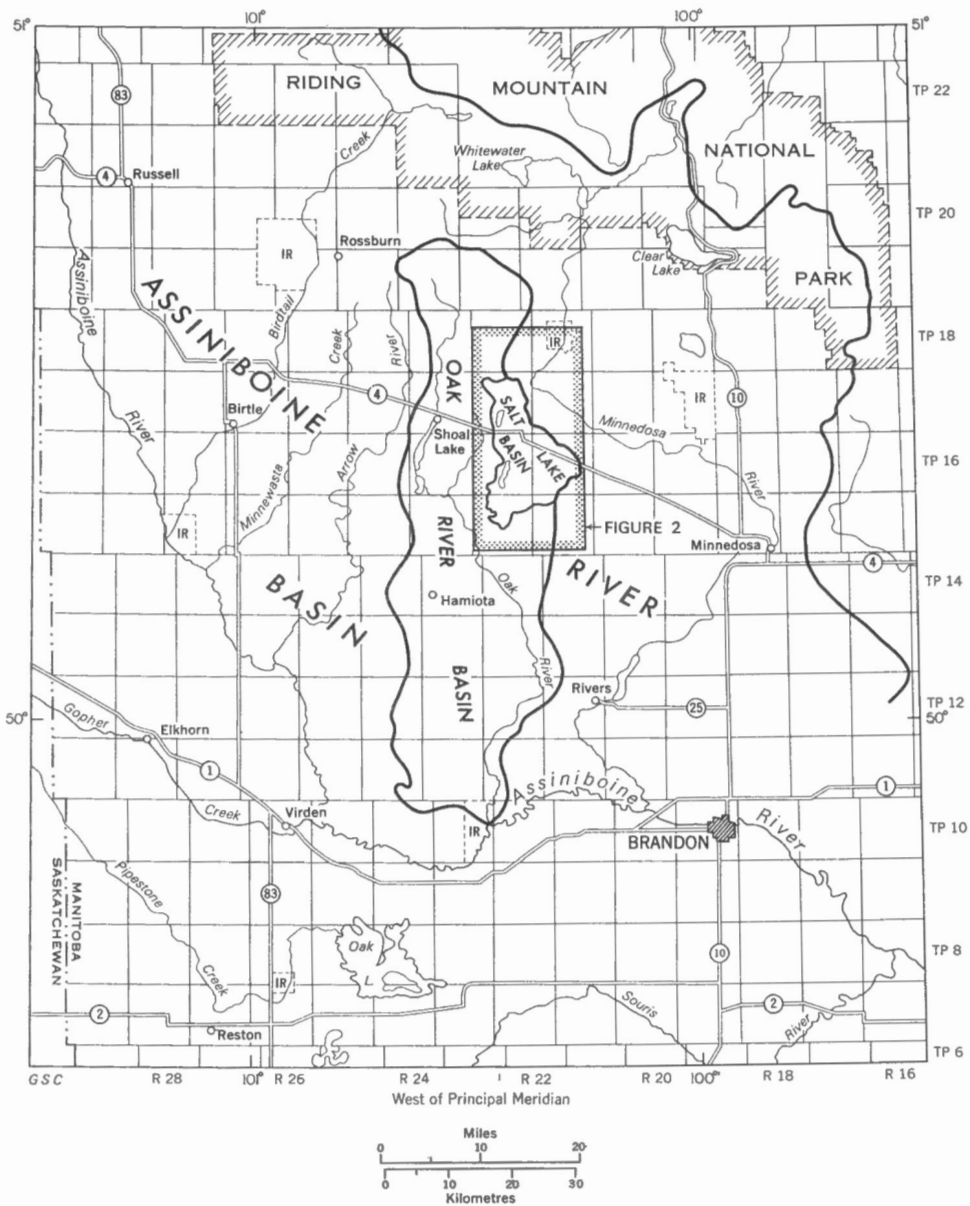 51°
101°
100°
51°
RIDING
MOUNTAIN
TP 22
83
Creek
Whitewater
Lake
NATIONAL
4
Russell
TP 20
IR
Rossburn
Clear
Lake
PARK
Assiniboine
ASSINIBOINE
Birdtail
Creek
River
OAK
IR
TP 18
IR
10
4
River
Birtle
Shoal
Lake
SALT
LAKE
BASIN
Minnedosa
TP 16
Minnewasta
Arrow
River
IR
RIVER
FIGURE 2
Minnedosa
Oak
RIVER
4
TP 14
BASIN
Hamiota
River
BASIN
Rivers
TP 12
50°
Gopher
Elkhorn
25
50°
1
Assiniboine
1
Creek
Virden
IR
BRANDON
River
TP 10
Pipestone
MANITOBA
SASKATCHEWAN
83
Oak
L.
10
TP 8
Creek
IR
2
Souris
2
Reston
River
TP 6
GSC
R 28
101°
R 26
R 24
R 22
R 20
100°
R 18
R 16
West of Principal Meridian
Miles
0 10 20
0 10 20 30
Kilometres